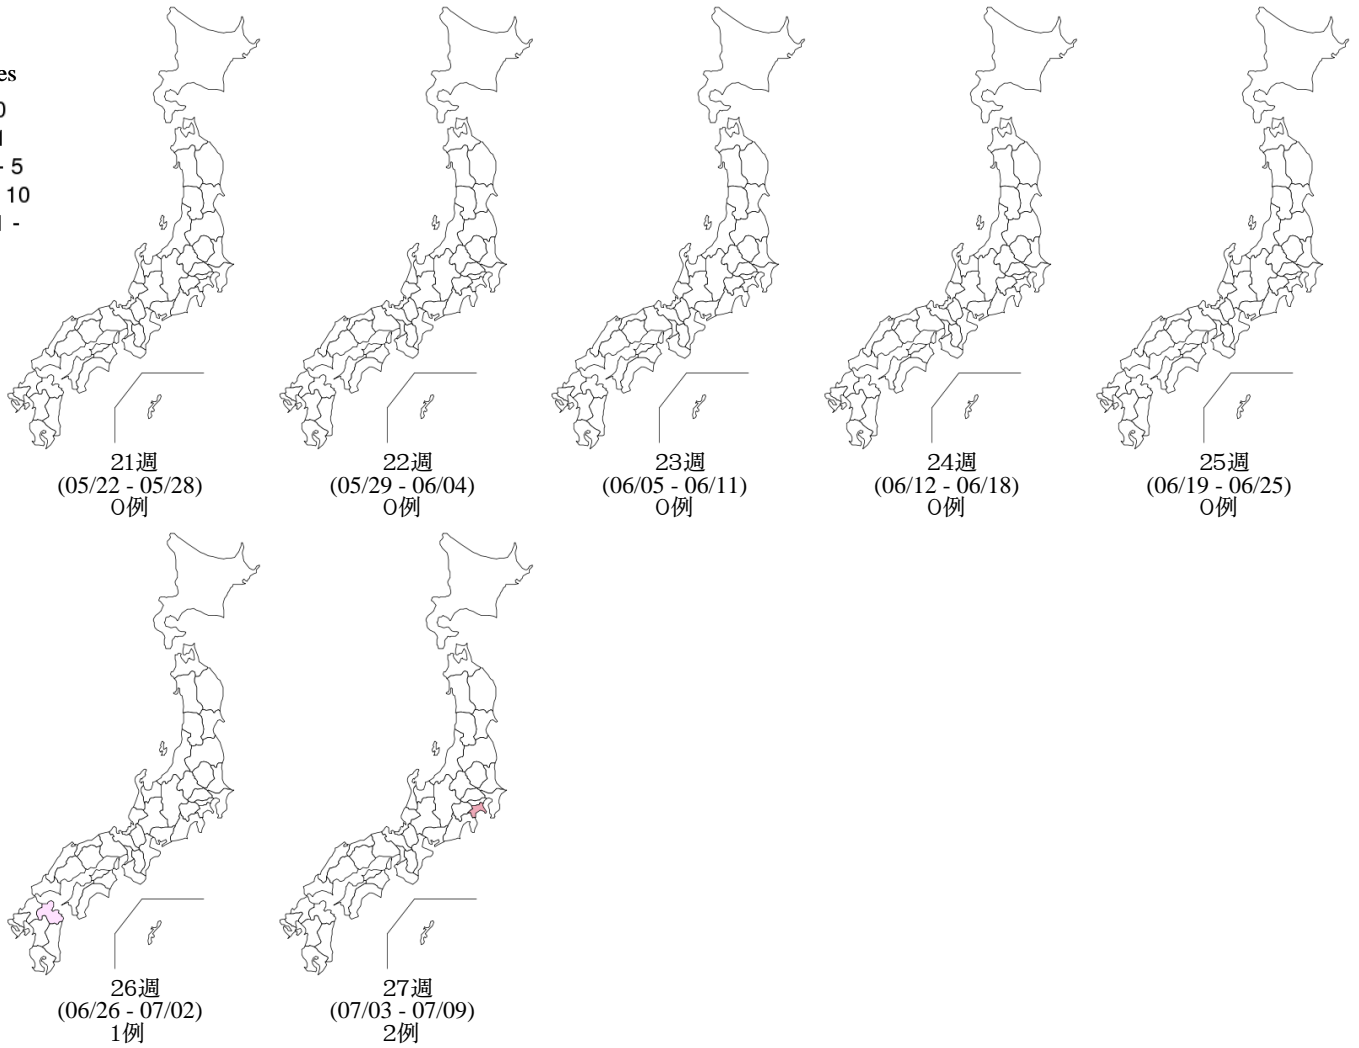 es
0
1
- 5
10
1 -
21週
(05/22 - 05/28)
0例
22週
(05/29 - 06/04)
0例
23週
(06/05 - 06/11)
0例
24週
(06/12 - 06/18)
0例
25週
(06/19 - 06/25)
0例
26週
(06/26 - 07/02)
1例
27週
(07/03 - 07/09)
2例